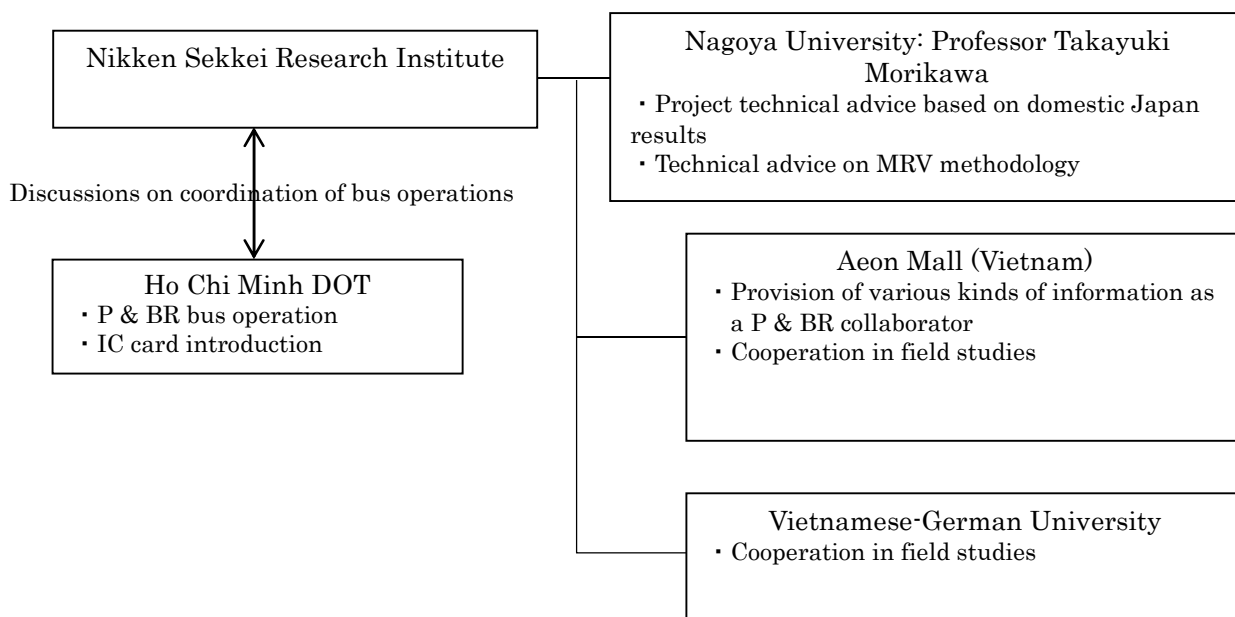 Nikken Sekkei Research Institute
Nagoya University: Professor Takayuki
Morikawa
・Project technical advice based on domestic Japan
results
・Technical advice on MRV methodology
Discussions on coordination of bus operations
Ho Chi Minh DOT
・P & BR bus operation
・IC card introduction
Aeon Mall (Vietnam)
・Provision of various kinds of information as
a P & BR collaborator
・Cooperation in field studies
Vietnamese-German University
・Cooperation in field studies